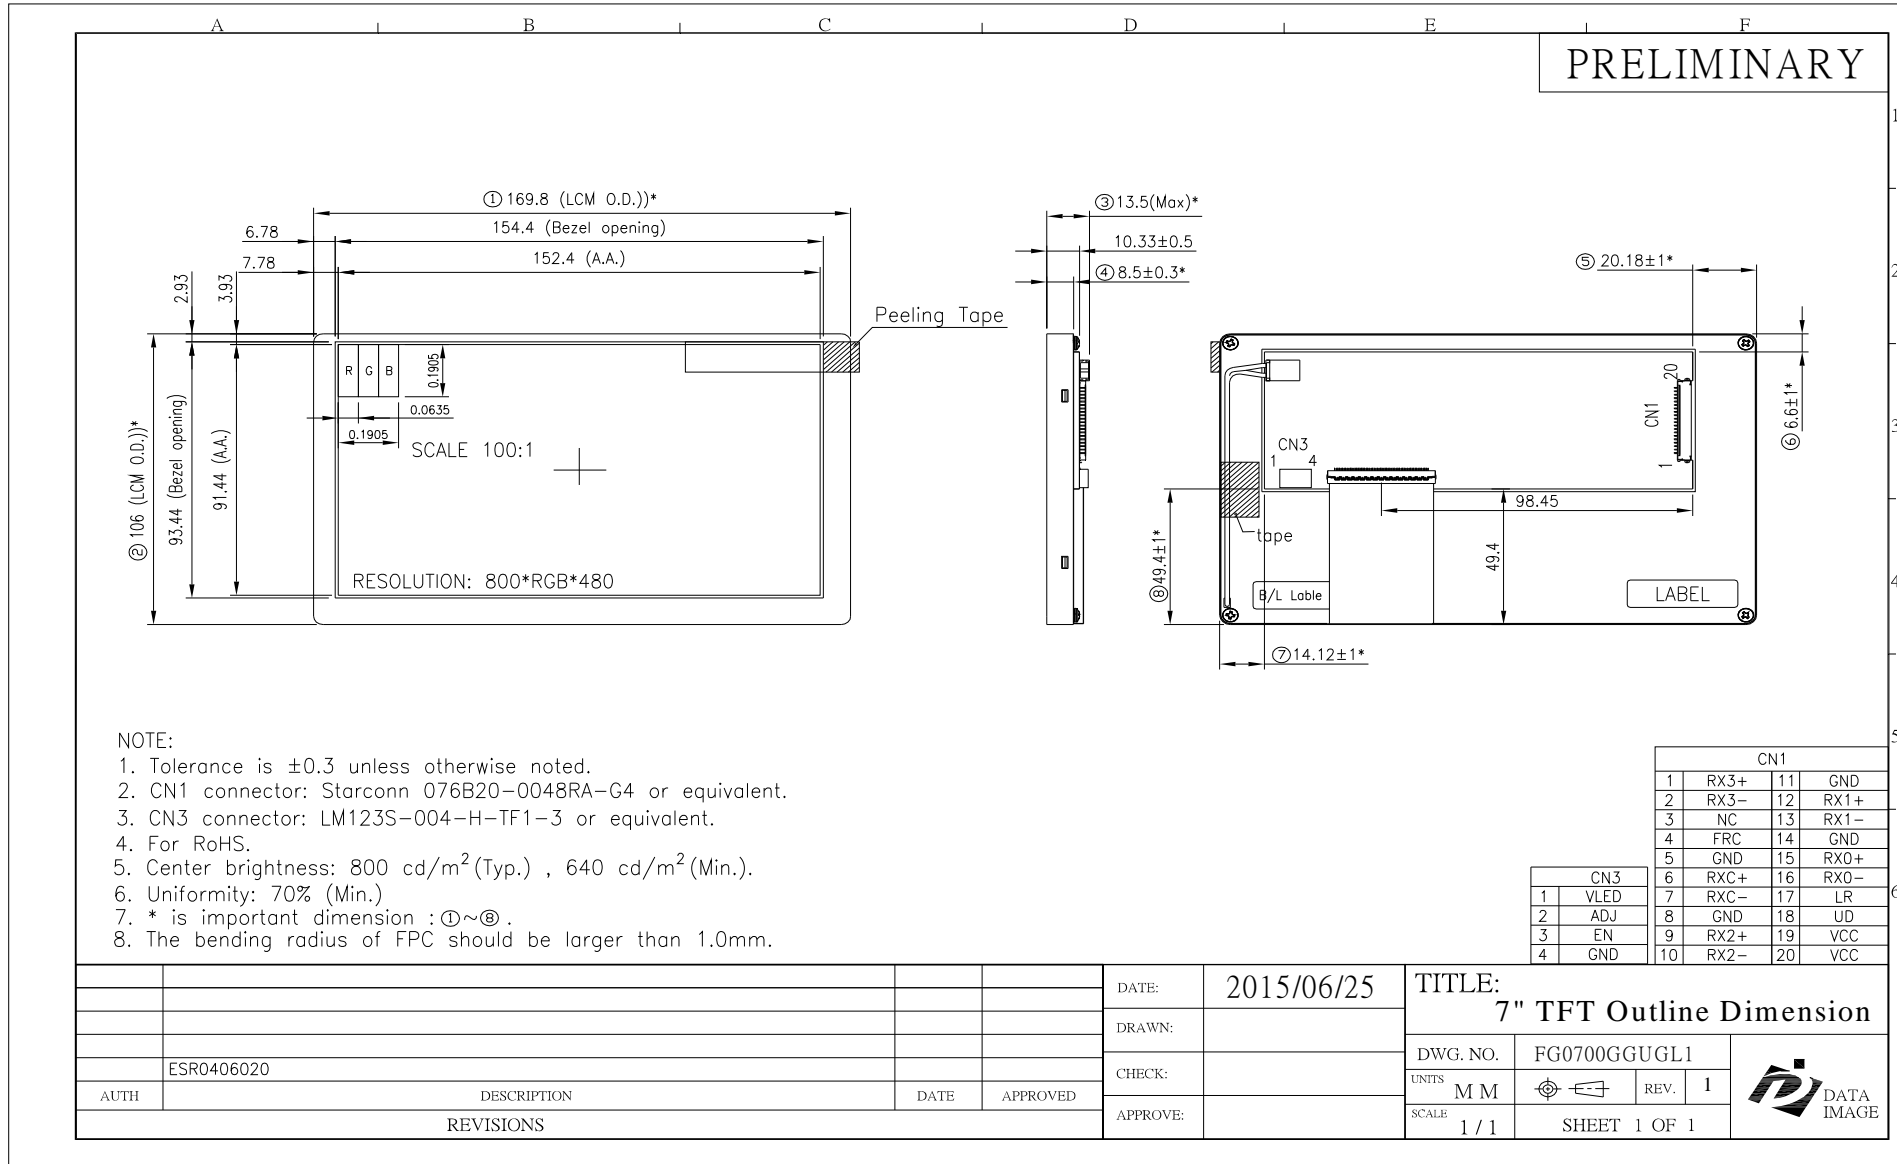 A B C D E F
PRELIMINARY
1
2
3
4
5
6
① 169.8 (LCM O.D.))*
154.4 (Bezel opening)
152.4 (A.A.)
6.78
7.78
2.93
3.93
② 106 (LCM O.D.))*
93.44 (Bezel opening)
91.44 (A.A.)
R G B
0.1905
0.0635
0.1905
SCALE 100:1
RESOLUTION: 800*RGB*480
Peeling Tape
③ 13.5(Max)*
10.33±0.5
④ 8.5±0.3*
⑤ 20.18±1*
⑥ 6.6±1*
20
CN1
1
CN3
1 4
98.45
tape
49.4
⑧ 49.4±1*
B/L Lable
LABEL
⑦ 14.12±1*
NOTE:
1. Tolerance is ±0.3 unless otherwise noted.
2. CN1 connector: Starconn 076B20-0048RA-G4 or equivalent.
3. CN3 connector: LM123S-004-H-TF1-3 or equivalent.
4. For RoHS.
5. Center brightness: 800 cd/m² (Typ.) , 640 cd/m² (Min.).
6. Uniformity: 70% (Min.)
7. * is important dimension : ①~⑧ .
8. The bending radius of FPC should be larger than 1.0mm.
CN3
1 VLED
2 ADJ
3 EN
4 GND
CN1
1 RX3+ 11 GND
2 RX3- 12 RX1+
3 NC 13 RX1-
4 FRC 14 GND
5 GND 15 RX0+
6 RXC+ 16 RX0-
7 RXC- 17 LR
8 GND 18 UD
9 RX2+ 19 VCC
10 RX2- 20 VCC
ESR0406020
AUTH DESCRIPTION DATE APPROVED
REVISIONS
DATE: 2015/06/25
DRAWN:
CHECK:
APPROVE:
TITLE:
7" TFT Outline Dimension
DWG. NO. FG0700GGUGL1
UNITS MM REV. 1
SCALE 1 / 1 SHEET 1 OF 1
DATA
IMAGE